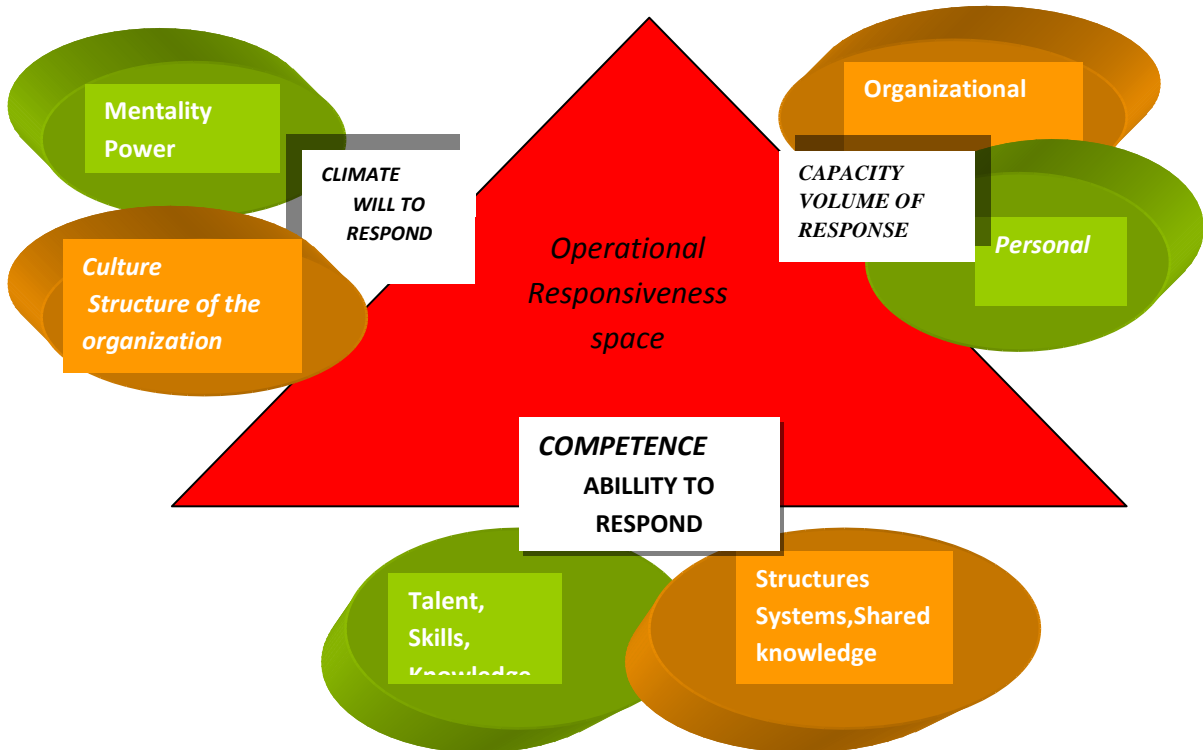 Mentality
Power
CLIMATE
WILL TO
RESPOND
Culture
Structure of the
organization
Organizational
CAPACITY
VOLUME OF
RESPONSE
Personal
Operational
Responsiveness
space
COMPETENCE
ABILLITY TO
RESPOND
Talent,
Skills,
Knowledge
Structures
Systems,Shared
knowledge